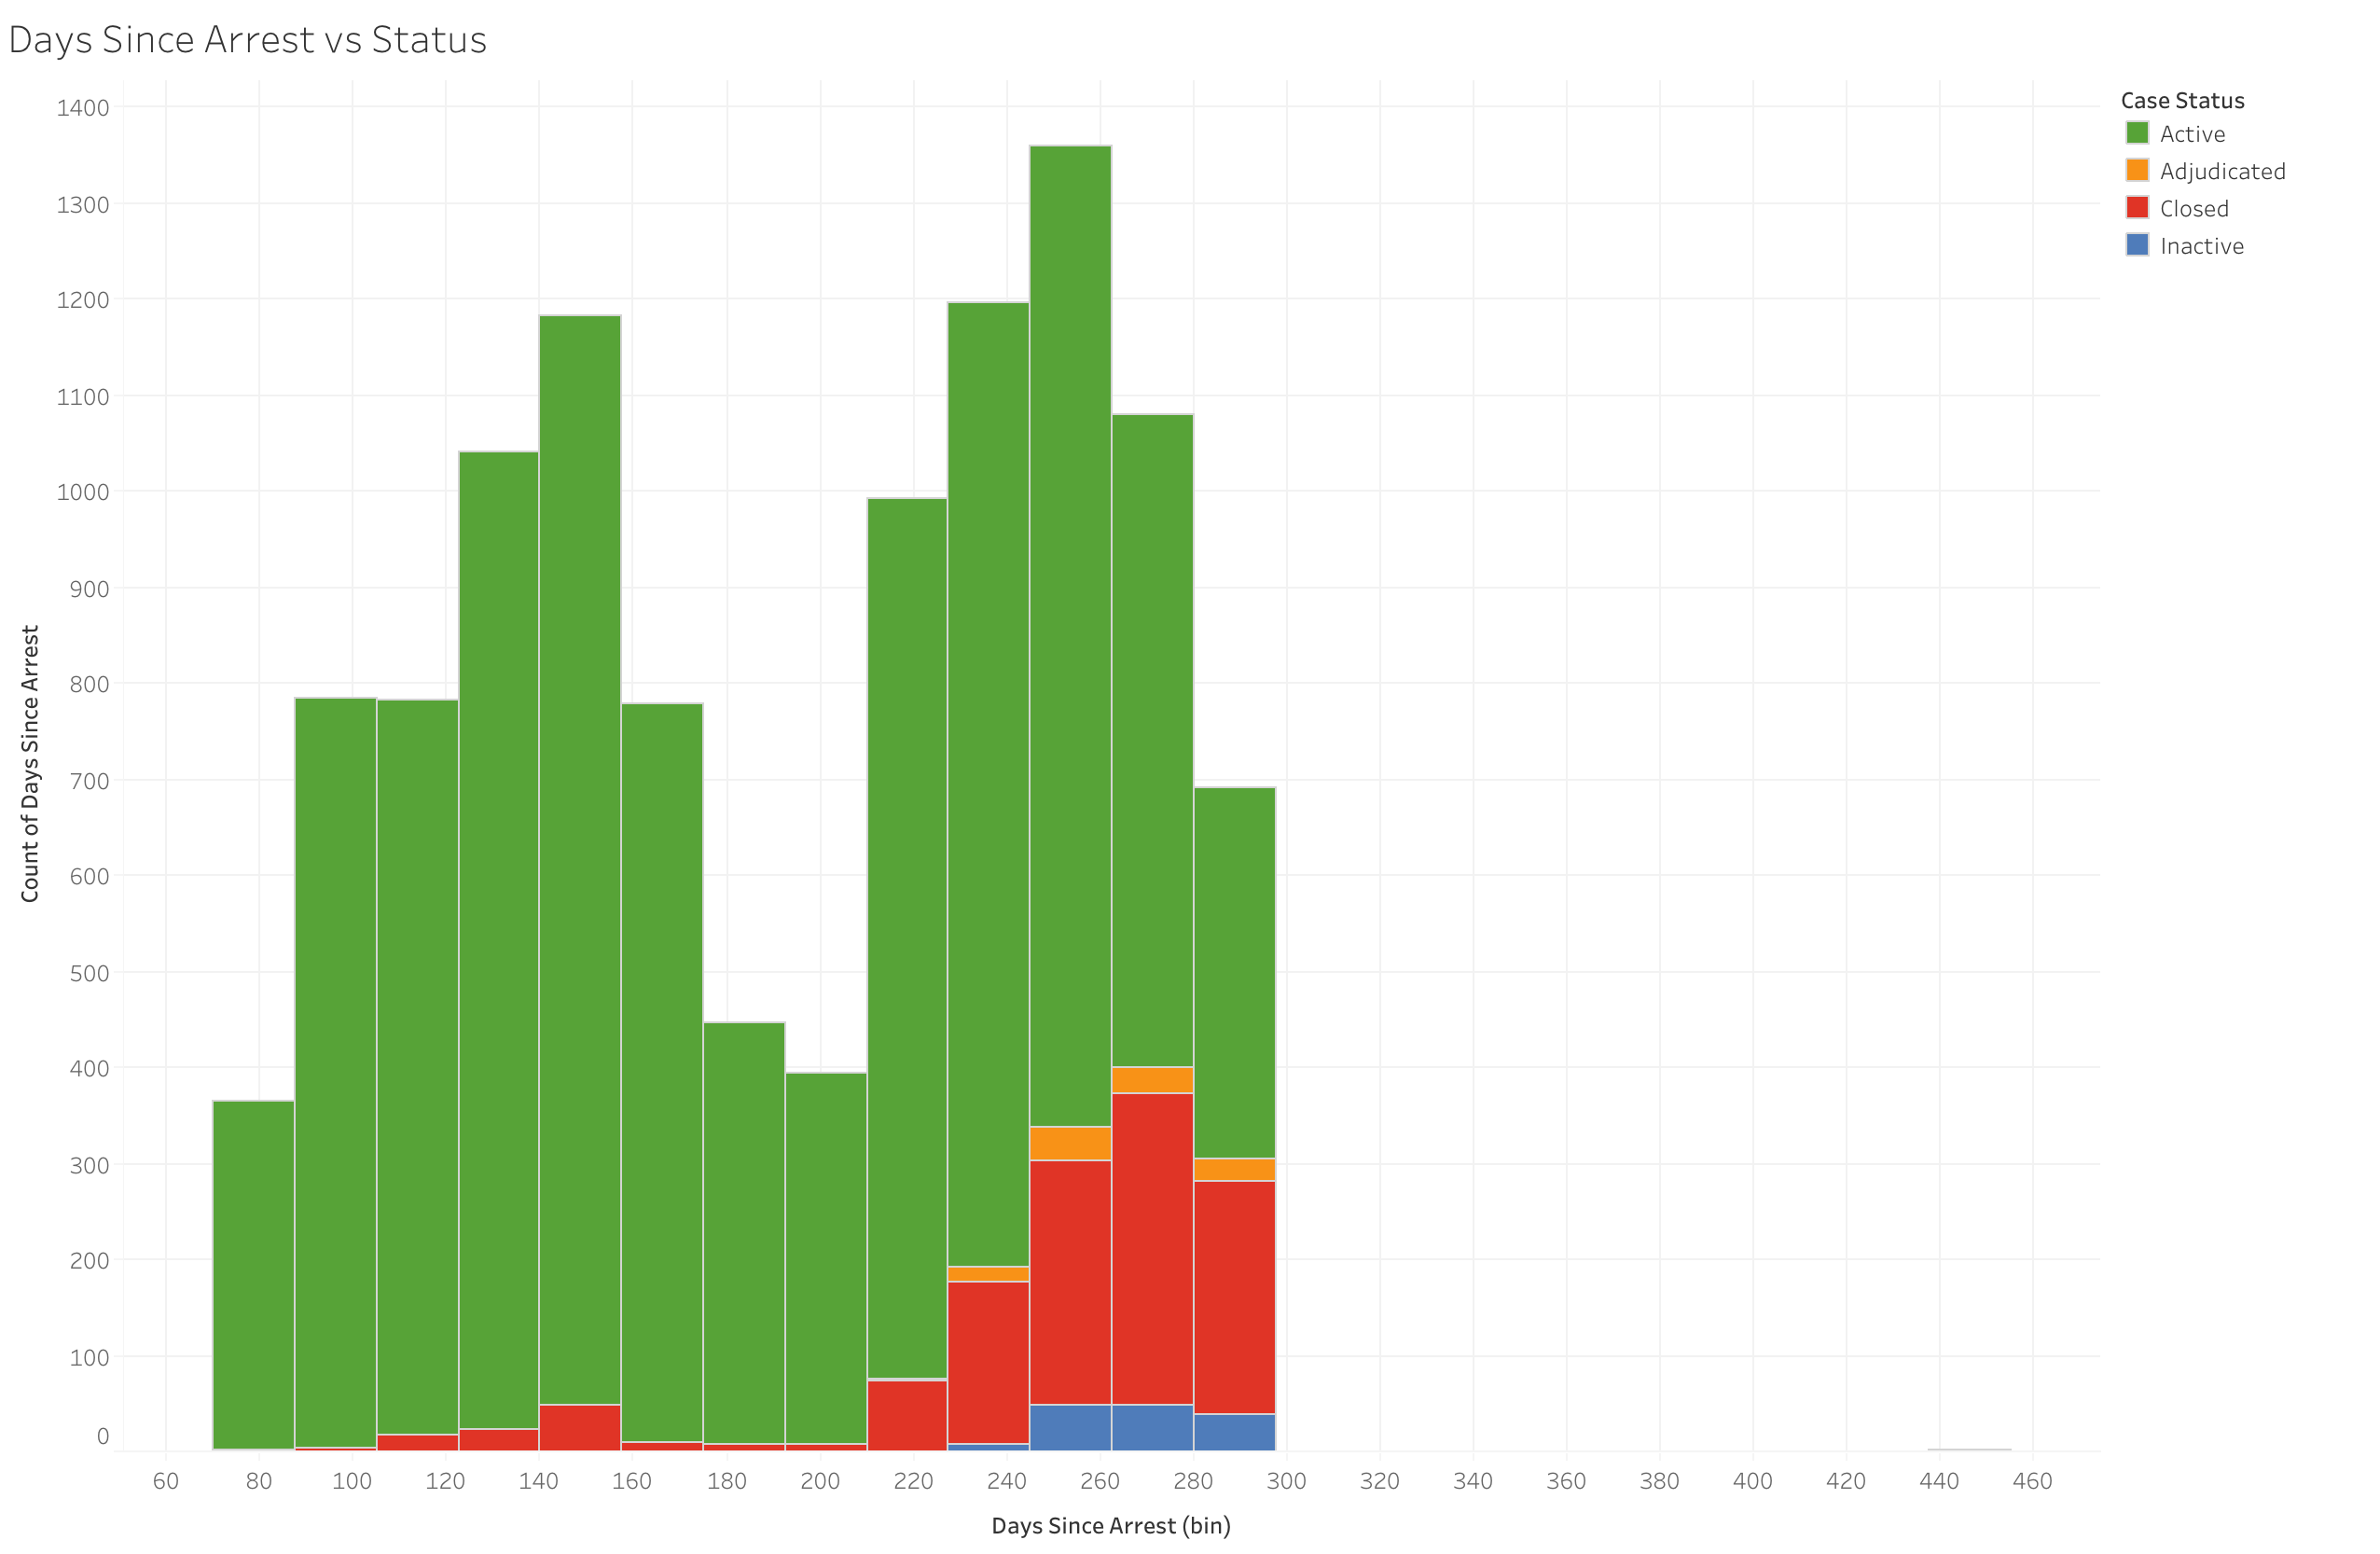 Days Since Arrest vs Status
Case Status
Active
Adjudicated
Closed
Inactive
1400
1300
1200
1100
1000
900
800
700
600
500
400
300
200
100
0
Count of Days Since Arrest
60 80 100 120 140 160 180 200 220 240 260 280 300 320 340 360 380 400 420 440 460
Days Since Arrest (bin)